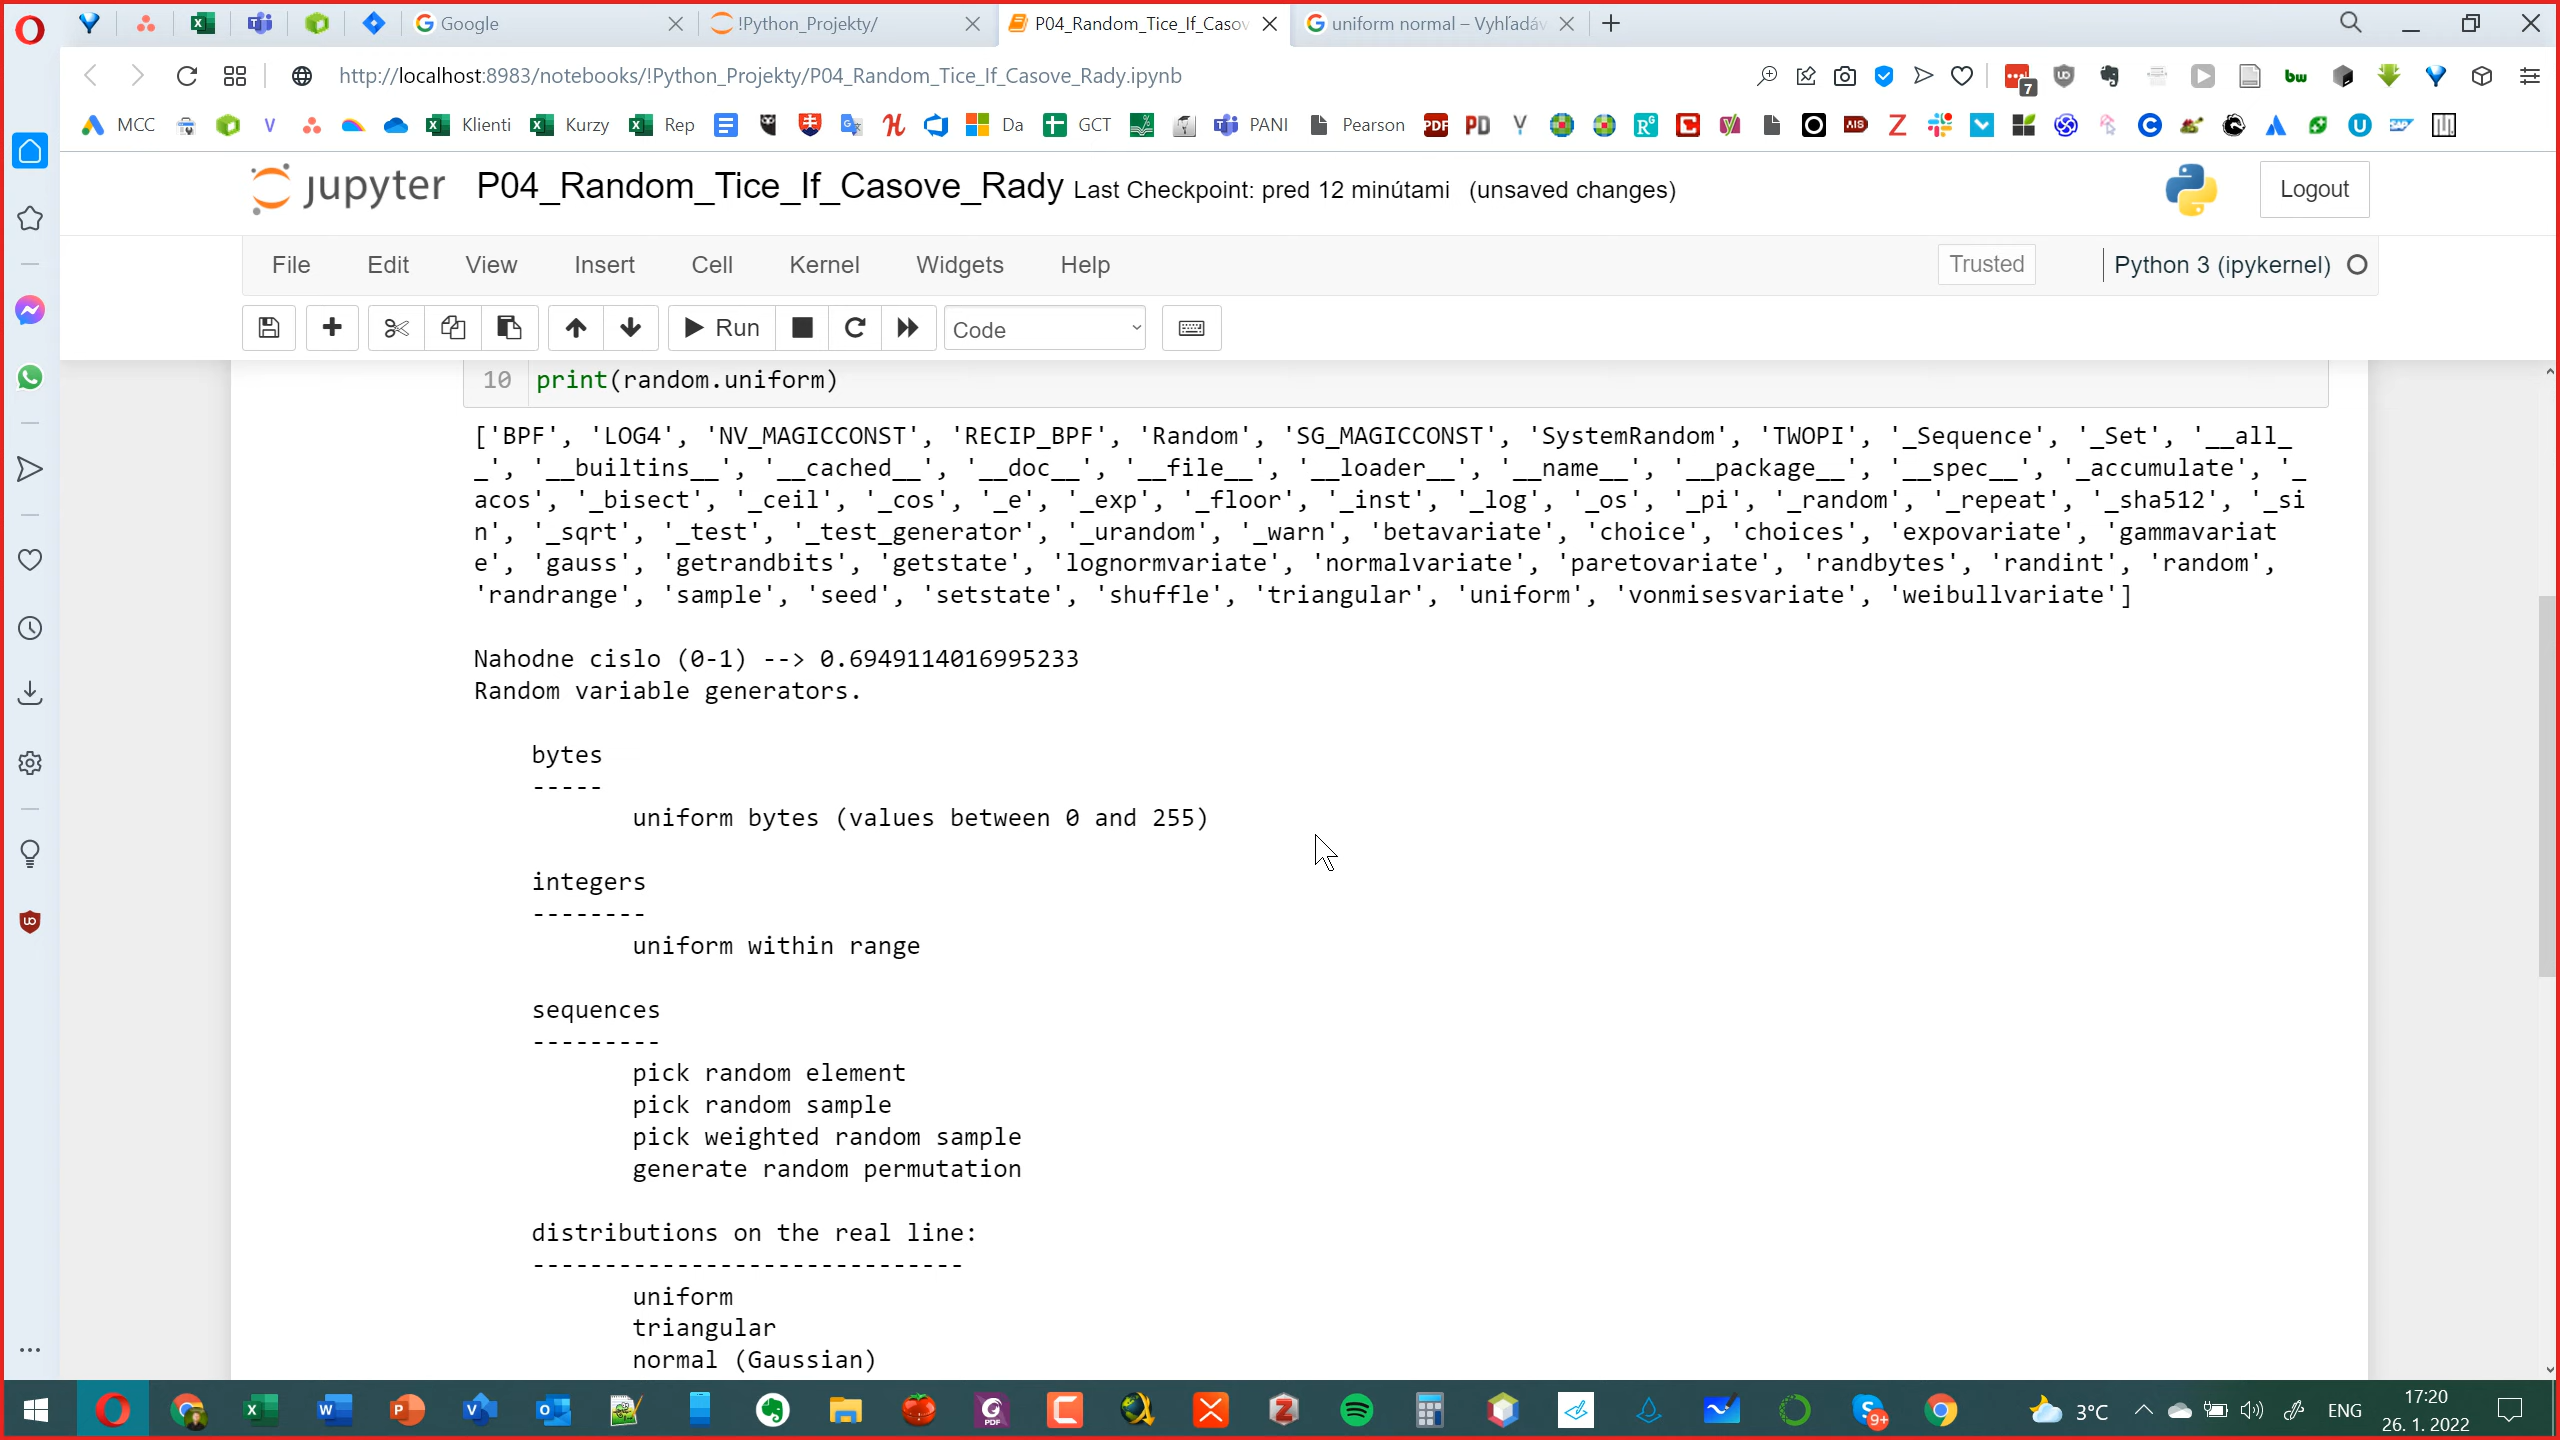 Google
!Python_Projekty/
P04_Random_Tice_If_Casov
uniform normal – Vyhľadáv
http://localhost:8983/notebooks/!Python_Projekty/P04_Random_Tice_If_Casove_Rady.ipynb
7
bw
MCC
V
Klienti
Kurzy
Rep
Da
GCT
PANI
Pearson
PDF
PD
AIS
SAP
jupyter P04_Random_Tice_If_Casove_Rady Last Checkpoint: pred 12 minútami (unsaved changes)
Logout
File Edit View Insert Cell Kernel Widgets Help
Trusted
Python 3 (ipykernel)
Run
Code
10 print(random.uniform)
['BPF', 'LOG4', 'NV_MAGICCONST', 'RECIP_BPF', 'Random', 'SG_MAGICCONST', 'SystemRandom', 'TWOPI', '_Sequence', '_Set', '__all_
_', '__builtins__', '__cached__', '__doc__', '__file__', '__loader__', '__name__', '__package__', '__spec__', '_accumulate', '_
acos', '_bisect', '_ceil', '_cos', '_e', '_exp', '_floor', '_inst', '_log', '_os', '_pi', '_random', '_repeat', '_sha512', '_si
n', '_sqrt', '_test', '_test_generator', '_urandom', '_warn', 'betavariate', 'choice', 'choices', 'expovariate', 'gammavariat
e', 'gauss', 'getrandbits', 'getstate', 'lognormvariate', 'normalvariate', 'paretovariate', 'randbytes', 'randint', 'random',
'randrange', 'sample', 'seed', 'setstate', 'shuffle', 'triangular', 'uniform', 'vonmisesvariate', 'weibullvariate']
Nahodne cislo (0-1) --> 0.6949114016995233
Random variable generators.
bytes
-----
uniform bytes (values between 0 and 255)
integers
--------
uniform within range
sequences
---------
pick random element
pick random sample
pick weighted random sample
generate random permutation
distributions on the real line:
------------------------------
uniform
triangular
normal (Gaussian)
3°C
ENG
17:20
26. 1. 2022
9+